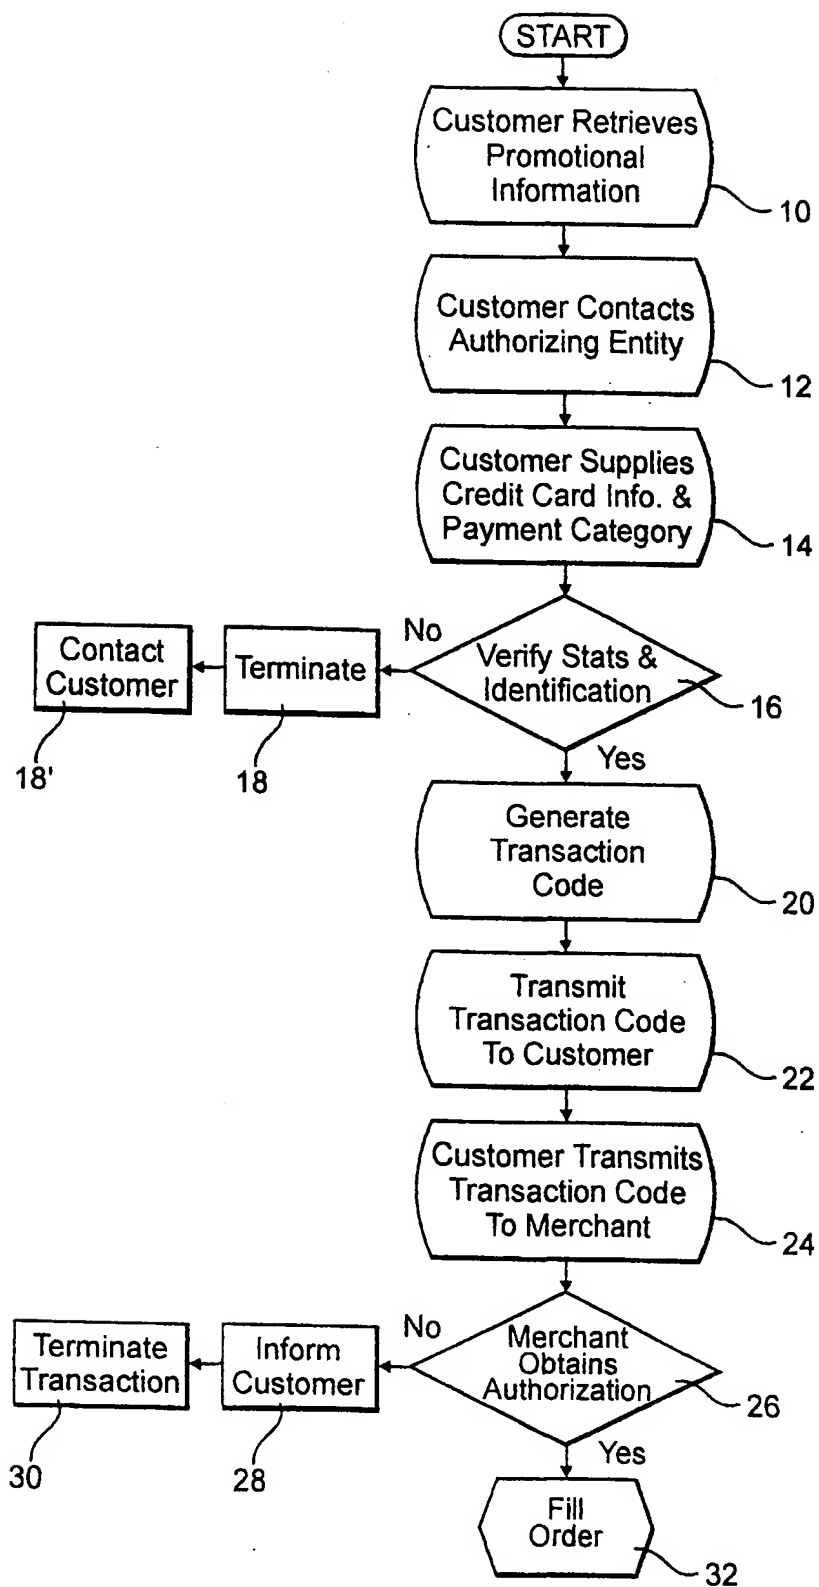 START
Customer Retrieves
Promotional
Information
10
Customer Contacts
Authorizing Entity
12
Customer Supplies
Credit Card Info. &
Payment Category
14
No
Verify Stats &
Identification
16
Contact
Customer
Terminate
18'
18
Yes
Generate
Transaction
Code
20
Transmit
Transaction Code
To Customer
22
Customer Transmits
Transaction Code
To Merchant
24
No
Merchant
Obtains
Authorization
26
Terminate
Transaction
Inform
Customer
30
28
Yes
Fill
Order
32